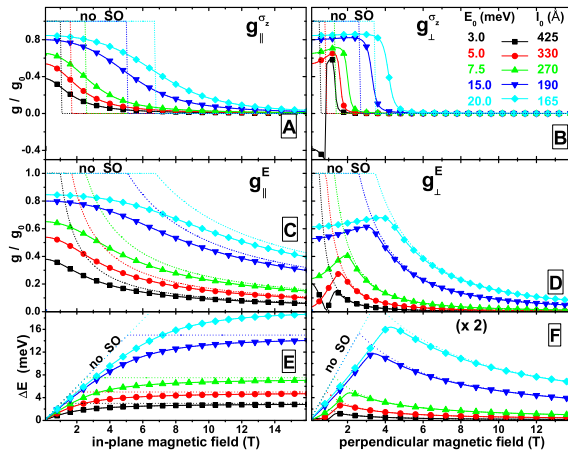 no SO
g∥^σz
g⊥^σz
E0 (meV) l0 (Å)
3.0 425
5.0 330
7.5 270
15.0 190
20.0 165
g / g0
0.8
0.4
0.0
-0.4
A
B
no SO
g∥^E
no SO
g⊥^E
g / g0
1.0
0.8
0.6
0.4
0.2
0.0
C
D
no SO
(x 2)
no SO
ΔE (meV)
16
12
8
4
0
E
F
2 4 6 8 10 12 14
0 2 4 6 8 10 12
in-plane magnetic field (T)
perpendicular magnetic field (T)